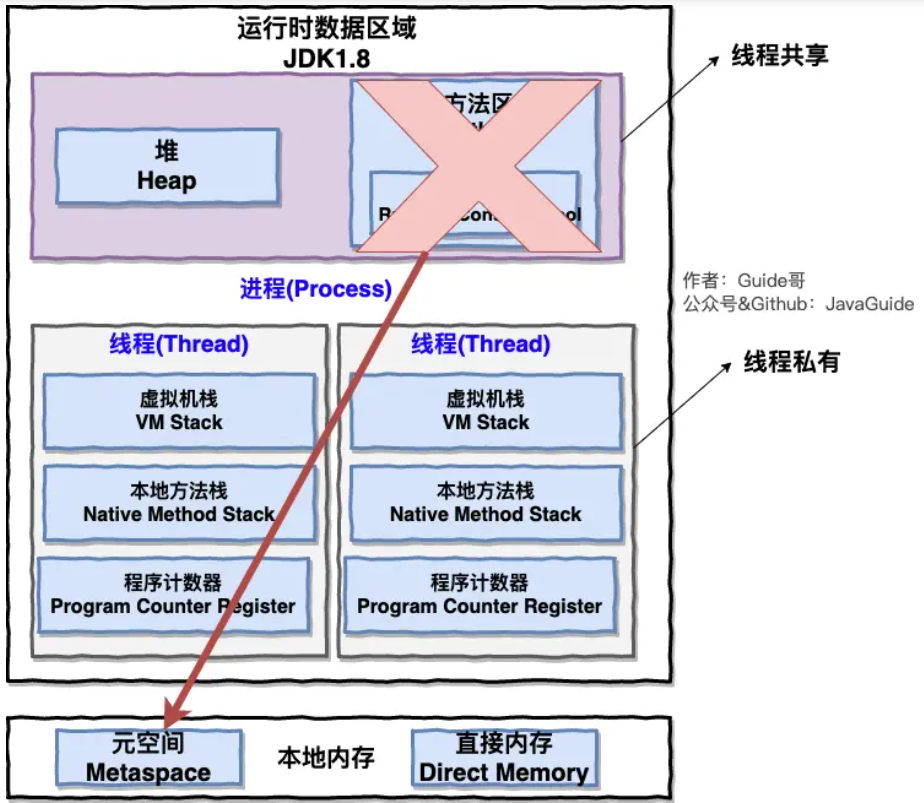 运行时数据区域
JDK1.8
线程共享
堆
Heap
方法区
进程(Process)
作者：Guide哥
公众号&Github：JavaGuide
线程(Thread)
虚拟机栈
VM Stack
本地方法栈
Native Method Stack
程序计数器
Program Counter Register
线程(Thread)
虚拟机栈
VM Stack
本地方法栈
Native Method Stack
程序计数器
Program Counter Register
线程私有
元空间
Metaspace
本地内存
直接内存
Direct Memory